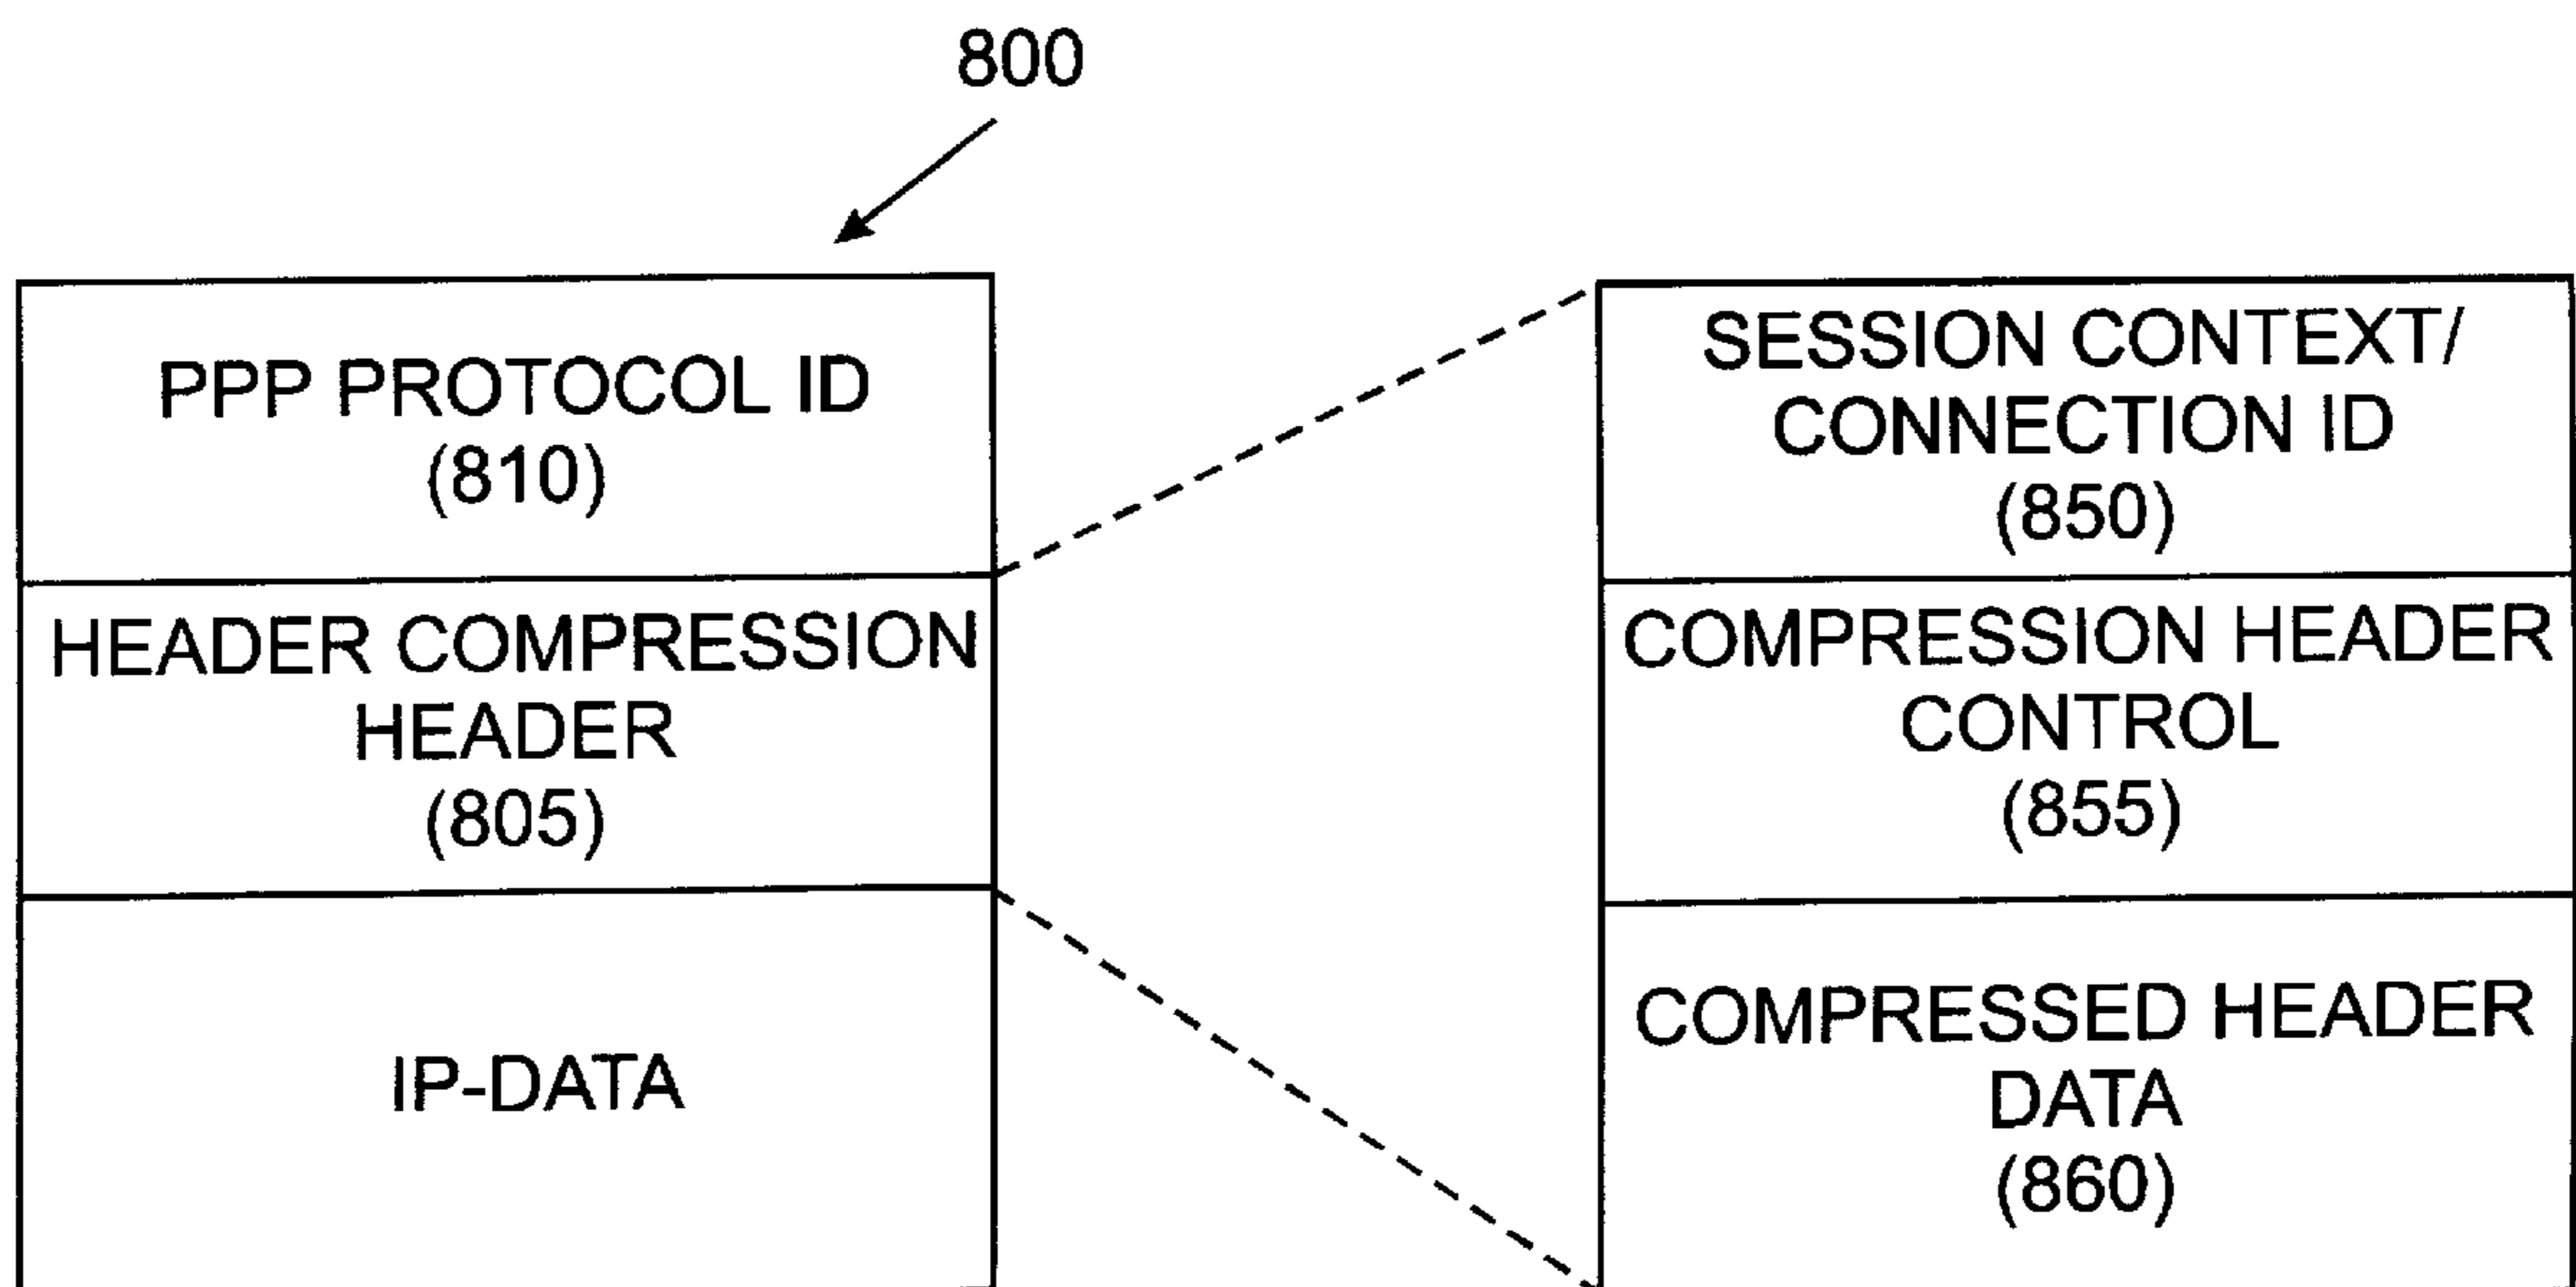 800
PPP PROTOCOL ID
(810)
HEADER COMPRESSION
HEADER
(805)
IP-DATA
SESSION CONTEXT/
CONNECTION ID
(850)
COMPRESSION HEADER
CONTROL
(855)
COMPRESSED HEADER
DATA
(860)